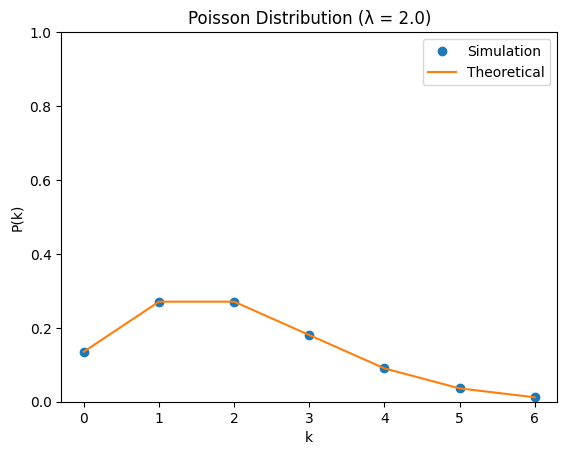 Poisson Distribution (λ = 2.0)
Simulation
Theoretical
1.0
0.8
0.6
0.4
0.2
0.0
P(k)
0 1 2 3 4 5 6
k